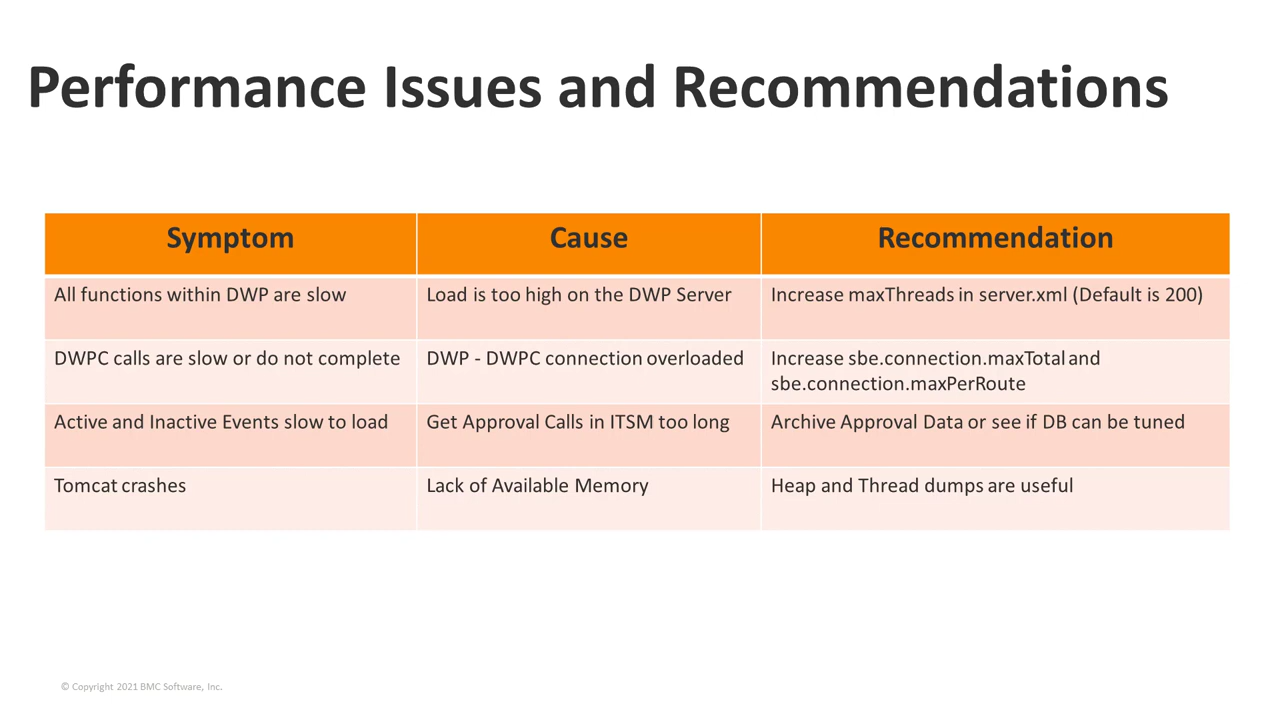 Performance Issues and Recommendations
Symptom
Cause
Recommendation
All functions within DWP are slow
Load is too high on the DWP Server
Increase maxThreads in server.xml (Default is 200)
DWPC calls are slow or do not complete
DWP - DWPC connection overloaded
Increase sbe.connection.maxTotal and
sbe.connection.maxPerRoute
Active and Inactive Events slow to load
Get Approval Calls in ITSM too long
Archive Approval Data or see if DB can be tuned
Tomcat crashes
Lack of Available Memory
Heap and Thread dumps are useful
© Copyright 2021 BMC Software, Inc.